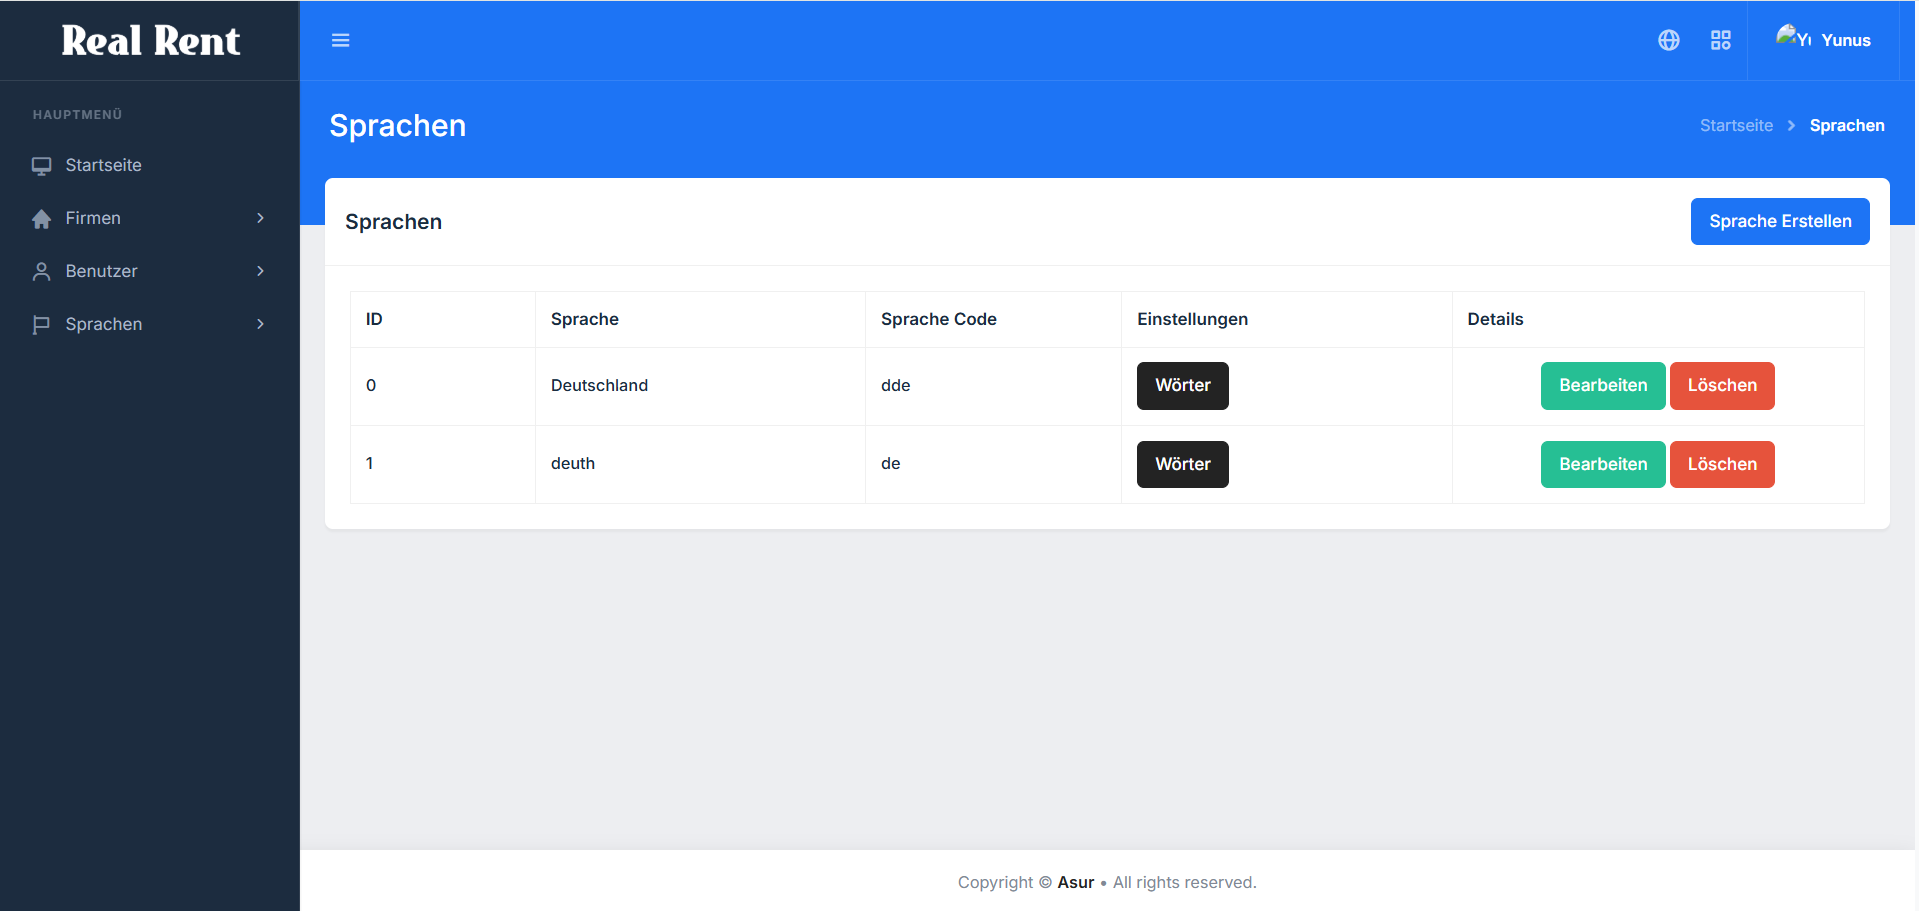 Real Rent
Yunus
HAUPTMENÜ
Startseite
Firmen
Benutzer
Sprachen
Sprachen
Startseite > Sprachen
Sprachen
Sprache Erstellen
ID Sprache Sprache Code Einstellungen Details
0 Deutschland dde Wörter Bearbeiten Löschen
1 deuth de Wörter Bearbeiten Löschen
Copyright © Asur • All rights reserved.